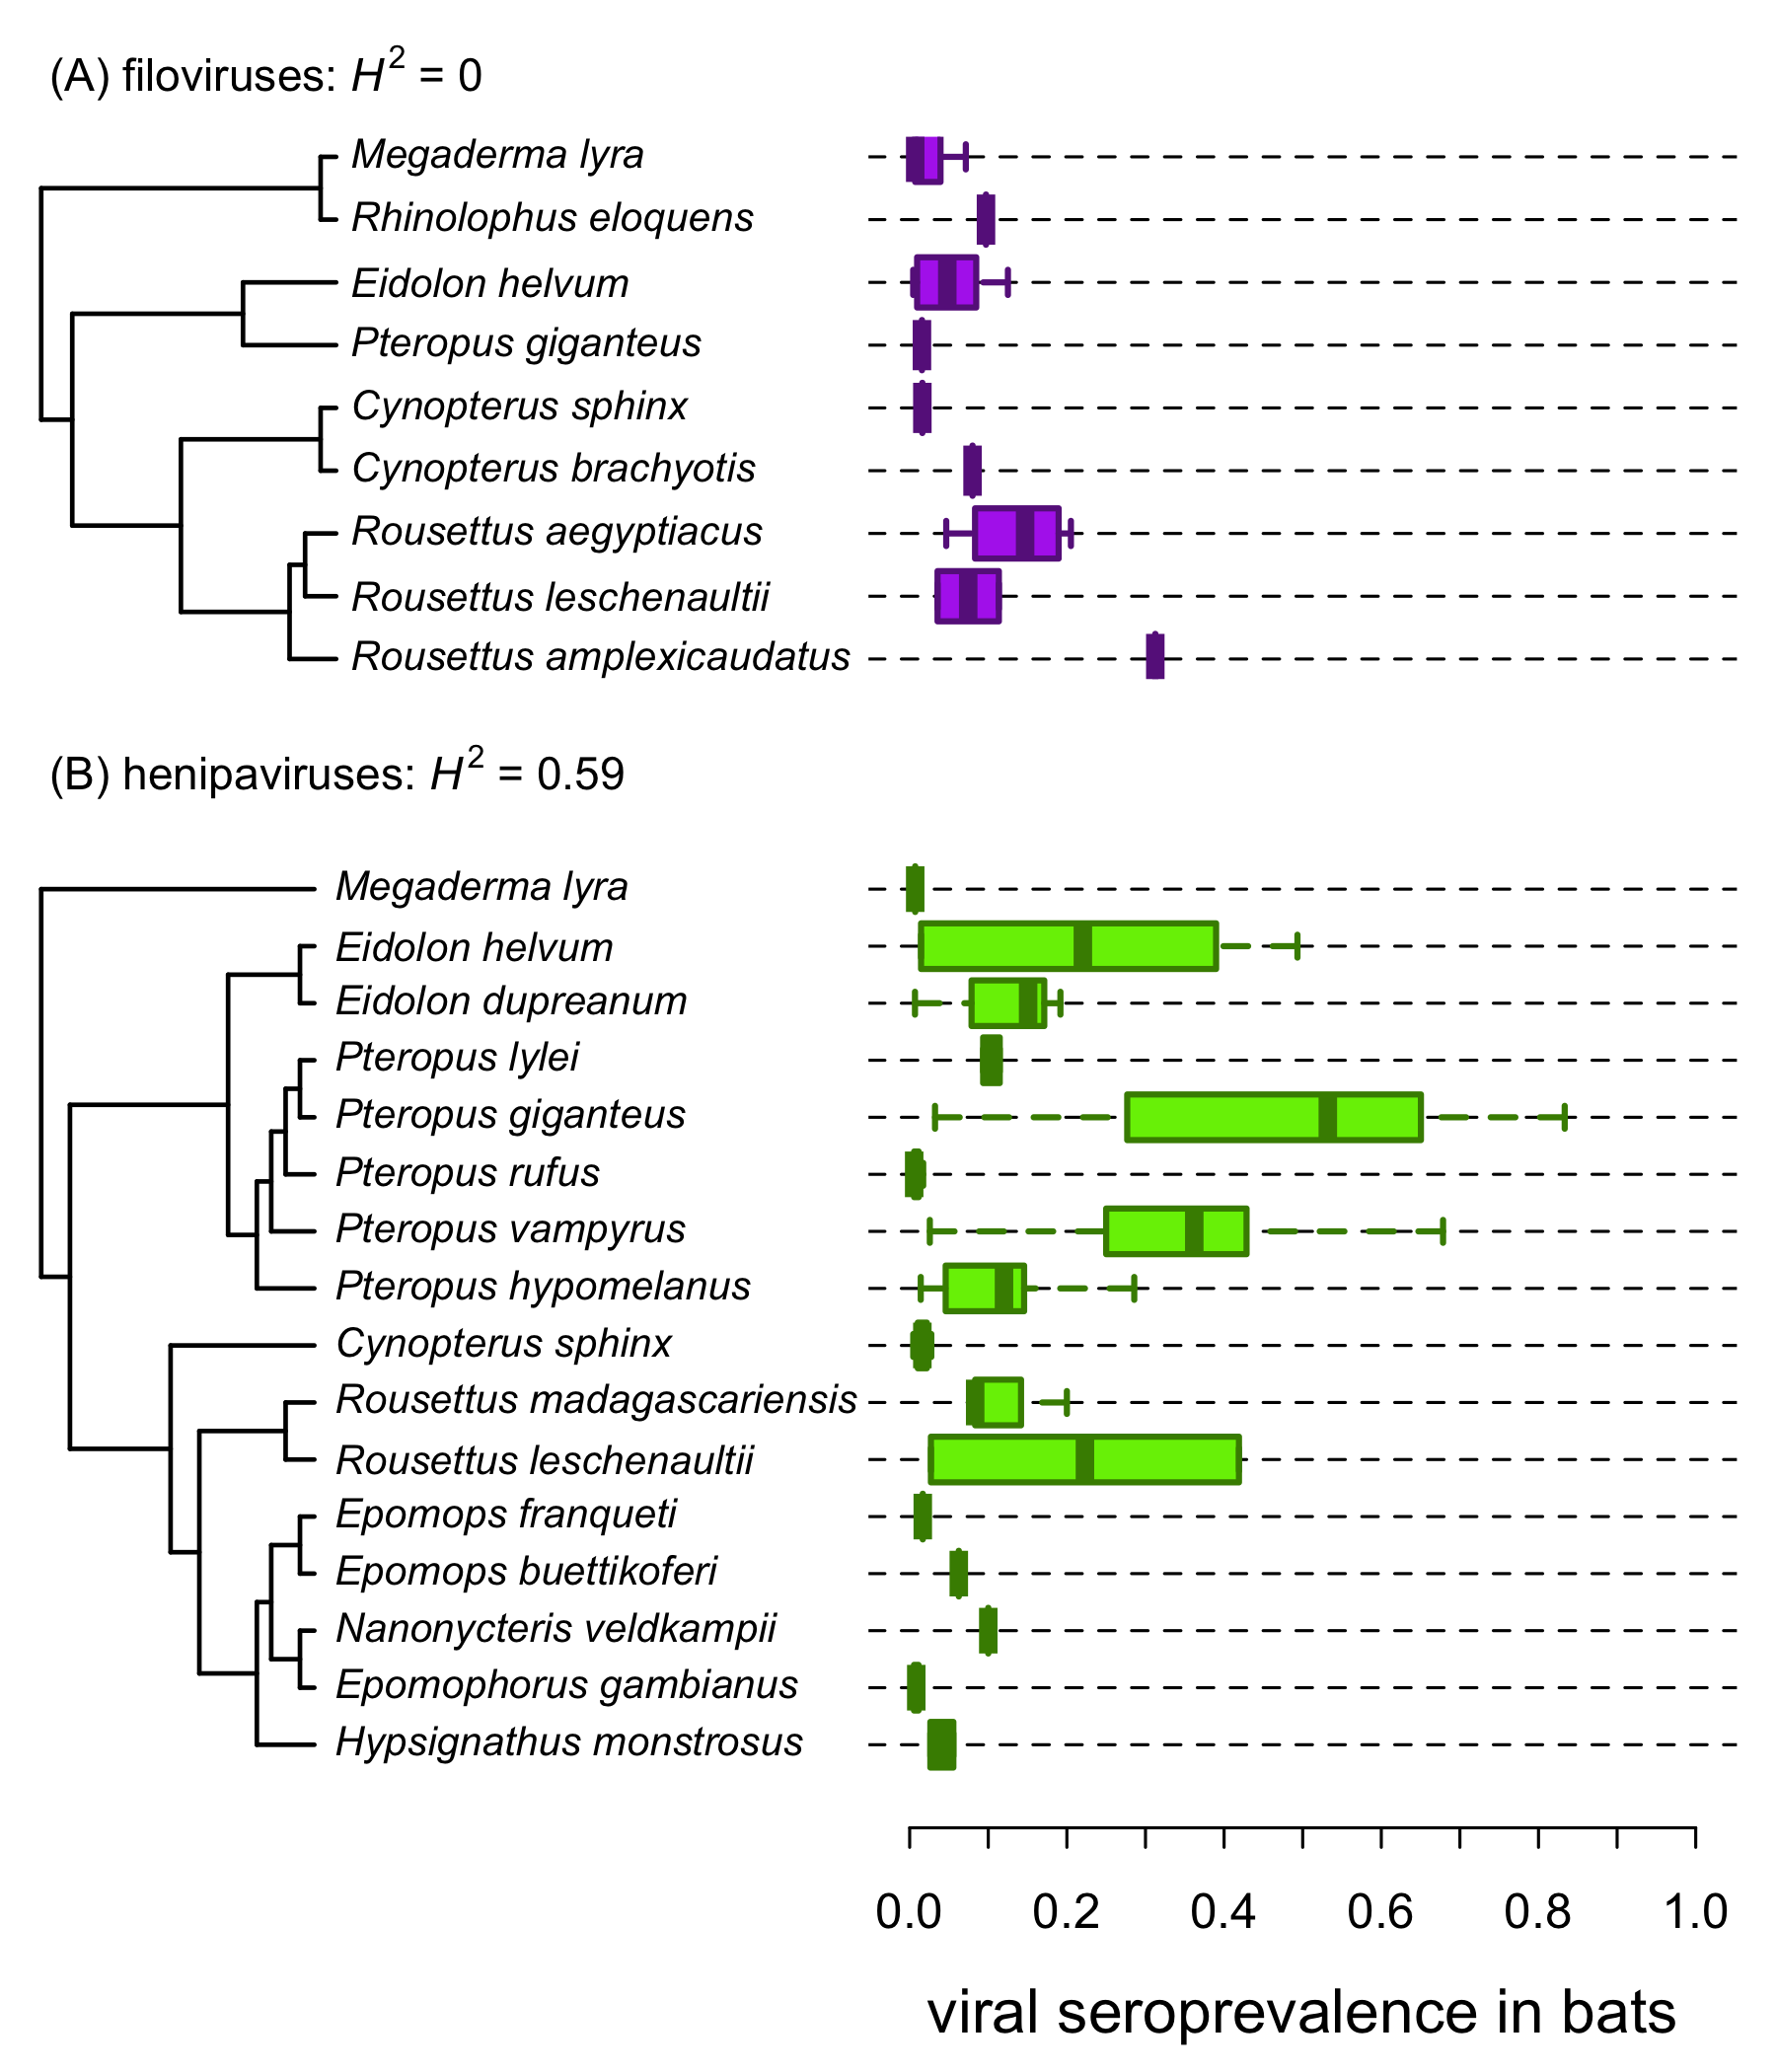 (A) filoviruses: H² = 0
Megaderma lyra
Rhinolophus eloquens
Eidolon helvum
Pteropus giganteus
Cynopterus sphinx
Cynopterus brachyotis
Rousettus aegyptiacus
Rousettus leschenaultii
Rousettus amplexicaudatus
(B) henipaviruses: H² = 0.59
Megaderma lyra
Eidolon helvum
Eidolon dupreanum
Pteropus lylei
Pteropus giganteus
Pteropus rufus
Pteropus vampyrus
Pteropus hypomelanus
Cynopterus sphinx
Rousettus madagascariensis
Rousettus leschenaultii
Epomops franqueti
Epomops buettikoferi
Nanonycteris veldkampii
Epomophorus gambianus
Hypsignathus monstrosus
0.0 0.2 0.4 0.6 0.8 1.0
viral seroprevalence in bats